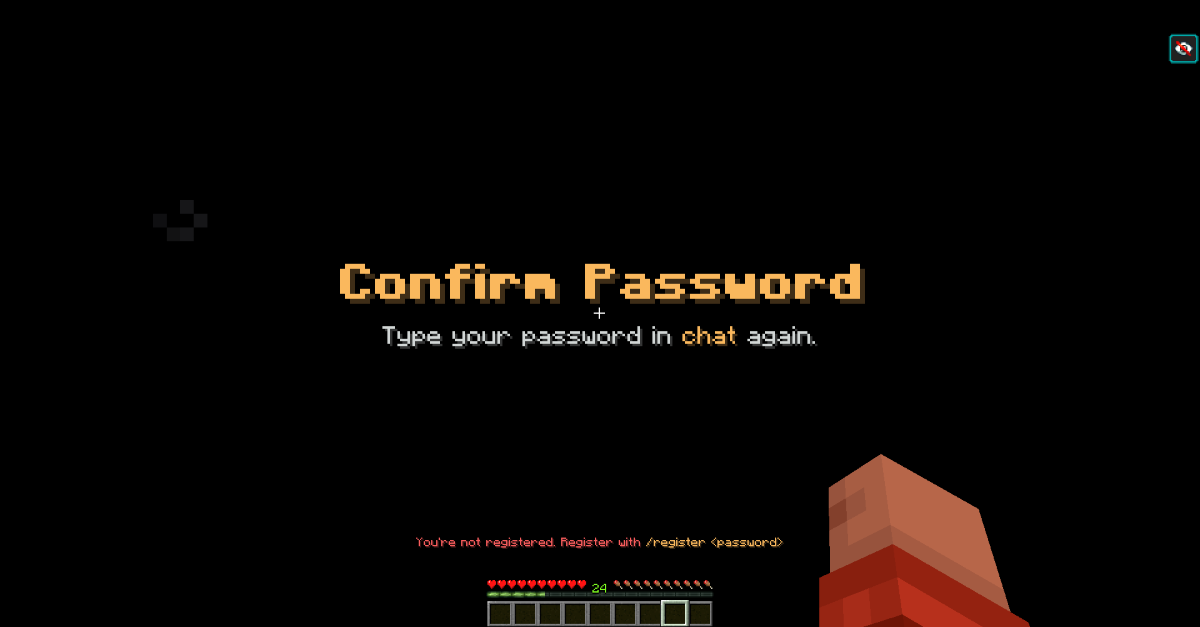 Confirm Password
Type your password in chat again.
You're not registered. Register with /register <password>
24